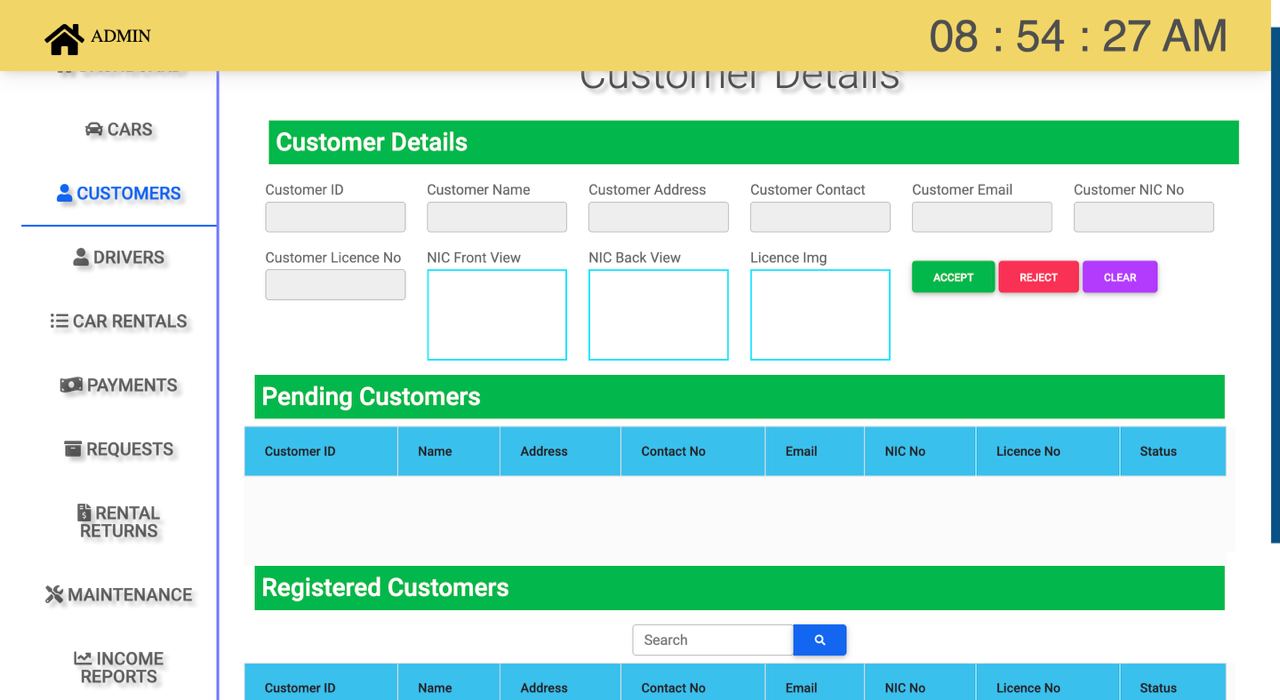 ADMIN
08 : 54 : 27 AM
Customer Details
CARS
CUSTOMERS
DRIVERS
CAR RENTALS
PAYMENTS
REQUESTS
RENTAL
RETURNS
MAINTENANCE
INCOME
REPORTS
Customer Details
Customer ID Customer Name Customer Address Customer Contact Customer Email Customer NIC No
Customer Licence No NIC Front View NIC Back View Licence Img
ACCEPT REJECT CLEAR
Pending Customers
Customer ID Name Address Contact No Email NIC No Licence No Status
Registered Customers
Search
Customer ID Name Address Contact No Email NIC No Licence No Status